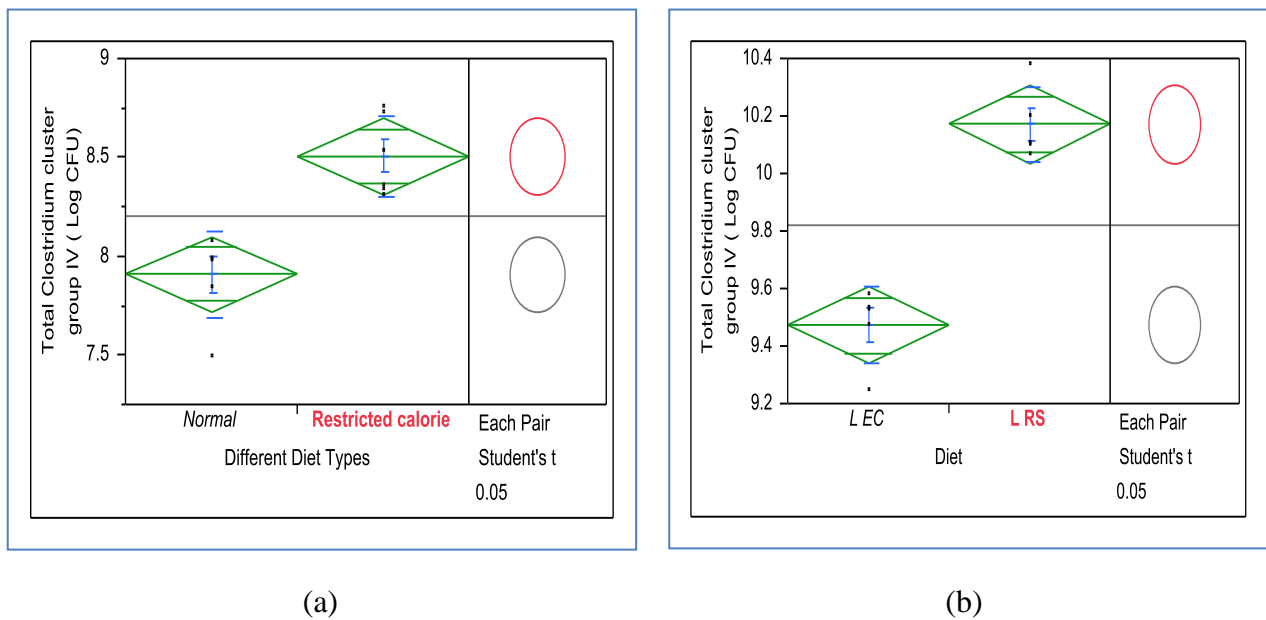 Total Clostridium cluster
group IV ( Log CFU)
9
8.5
8
7.5
Normal
Restricted calorie
Different Diet Types
Each Pair
Student's t
0.05
(a)
Total Clostridium cluster
group IV ( Log CFU)
10.4
10.2
10
9.8
9.6
9.4
9.2
L EC
L RS
Diet
Each Pair
Student's t
0.05
(b)